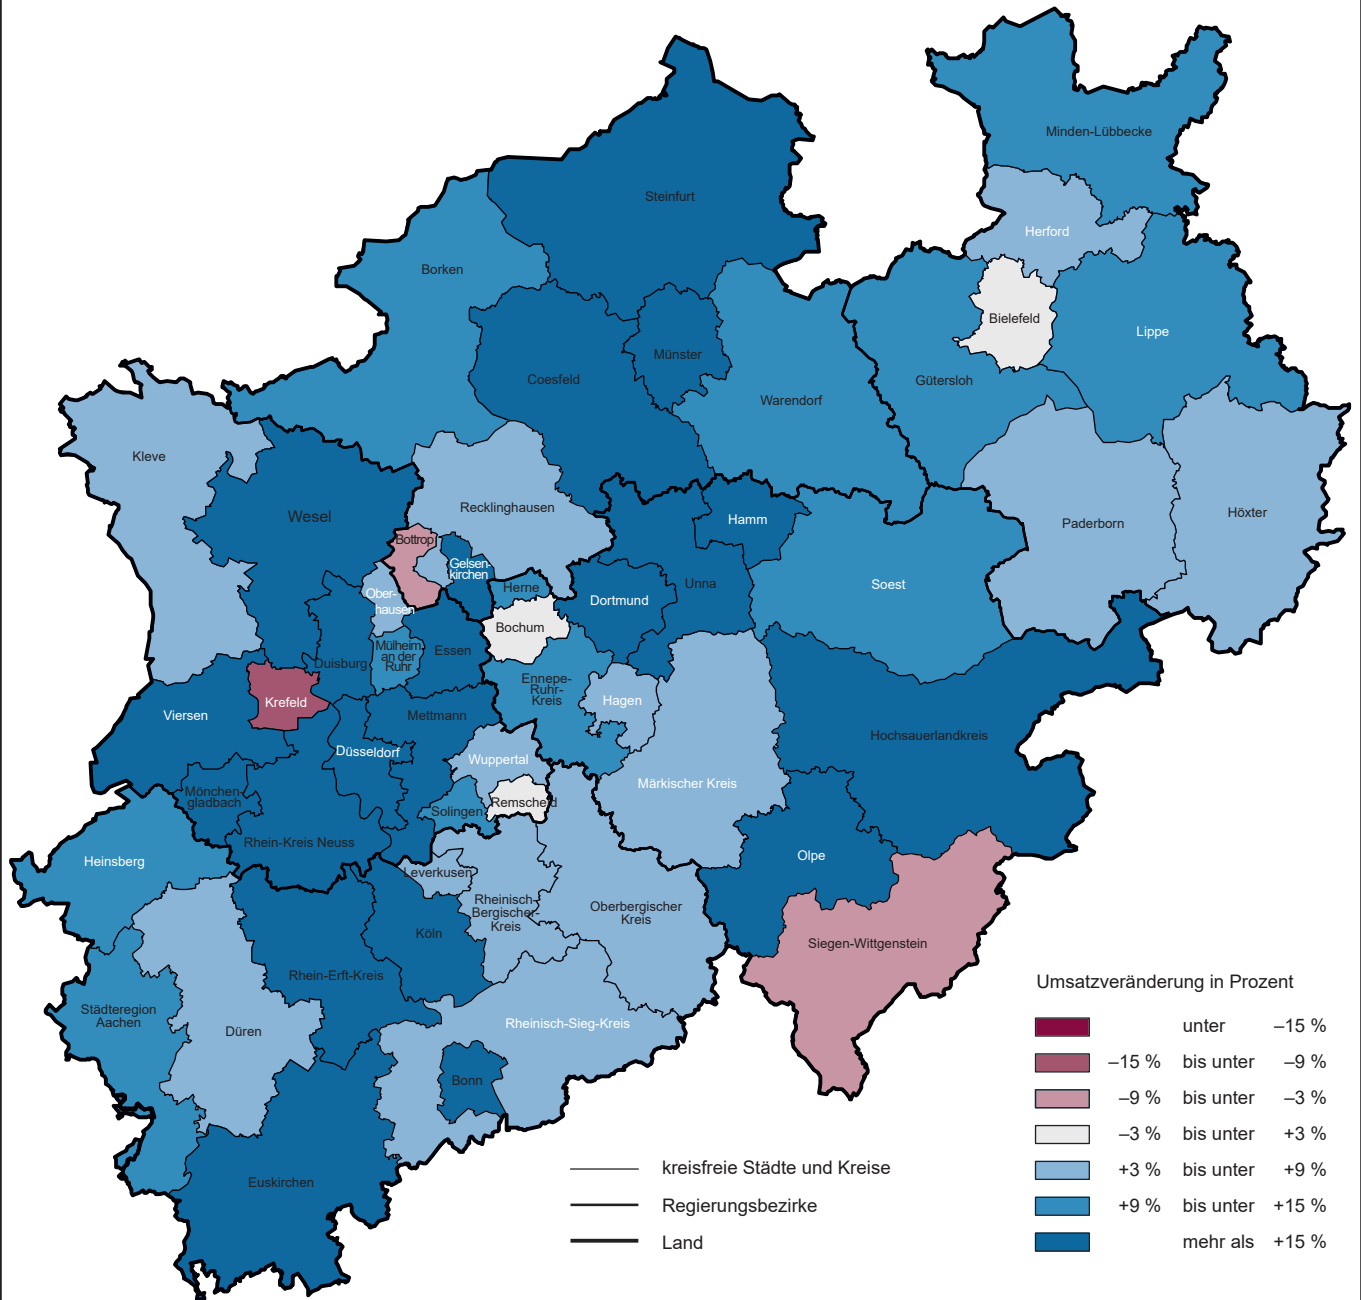 Minden-Lübbecke
Steinfurt
Herford
Borken
Bielefeld
Lippe
Münster
Coesfeld
Gütersloh
Warendorf
Kleve
Recklinghausen
Wesel
Höxter
Hamm
Paderborn
Bottrop
Gelsen-
kirchen
Unna
Soest
Herne
Ober-
hausen
Dortmund
Bochum
Mülheim
an der
Ruhr
Essen
Duisburg
Ennepe-
Ruhr-
Kreis
Hagen
Krefeld
Viersen
Mettmann
Hochsauerlandkreis
Düsseldorf
Wuppertal
Märkischer Kreis
Mönchen-
gladbach
Remscheid
Solingen
Rhein-Kreis Neuss
Olpe
Heinsberg
Leverkusen
Rheinisch-
Bergischer-
Kreis
Oberbergischer
Kreis
Köln
Siegen-Wittgenstein
Rhein-Erft-Kreis
Städteregion
Aachen
Düren
Rheinisch-Sieg-Kreis
Bonn
Euskirchen
Umsatzveränderung in Prozent
unter –15 %
–15 % bis unter –9 %
–9 % bis unter –3 %
–3 % bis unter +3 %
+3 % bis unter +9 %
+9 % bis unter +15 %
mehr als +15 %
kreisfreie Städte und Kreise
Regierungsbezirke
Land